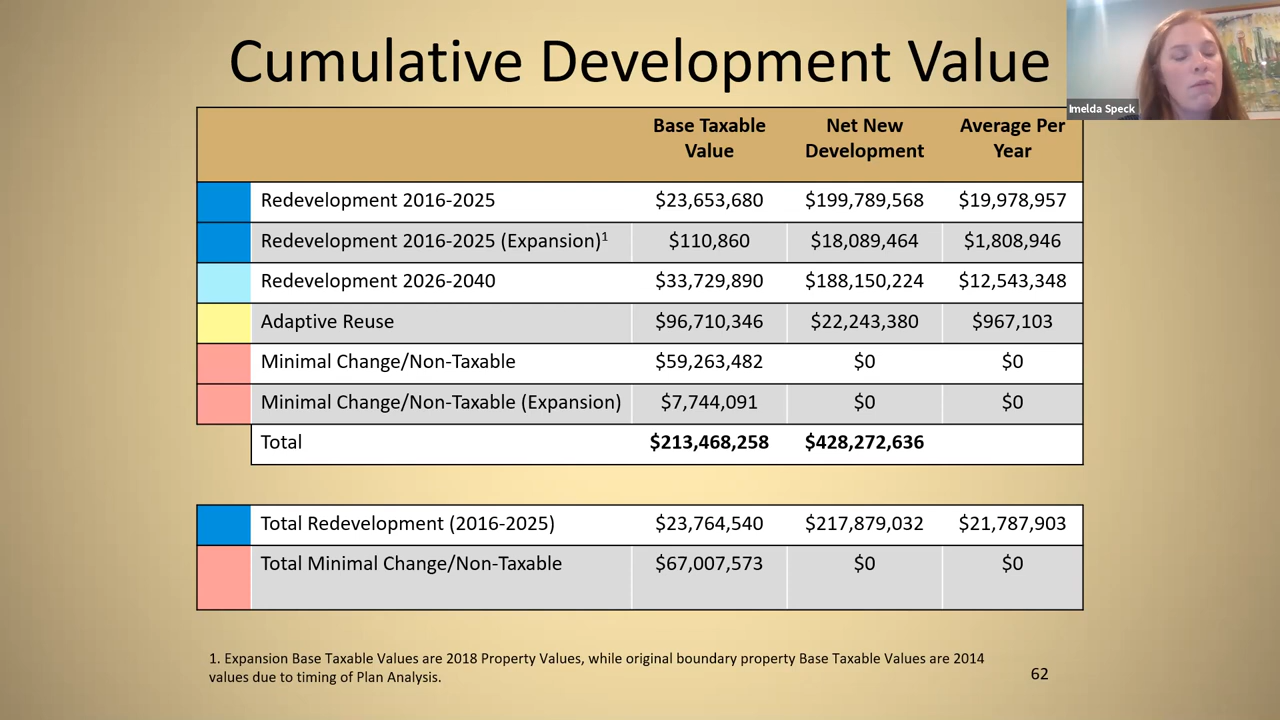 Cumulative Development Value
Imelda Speck
Base Taxable Value Net New Development Average Per Year
Redevelopment 2016-2025 $23,653,680 $199,789,568 $19,978,957
Redevelopment 2016-2025 (Expansion)1 $110,860 $18,089,464 $1,808,946
Redevelopment 2026-2040 $33,729,890 $188,150,224 $12,543,348
Adaptive Reuse $96,710,346 $22,243,380 $967,103
Minimal Change/Non-Taxable $59,263,482 $0 $0
Minimal Change/Non-Taxable (Expansion) $7,744,091 $0 $0
Total $213,468,258 $428,272,636
Total Redevelopment (2016-2025) $23,764,540 $217,879,032 $21,787,903
Total Minimal Change/Non-Taxable $67,007,573 $0 $0
1. Expansion Base Taxable Values are 2018 Property Values, while original boundary property Base Taxable Values are 2014
values due to timing of Plan Analysis.
62